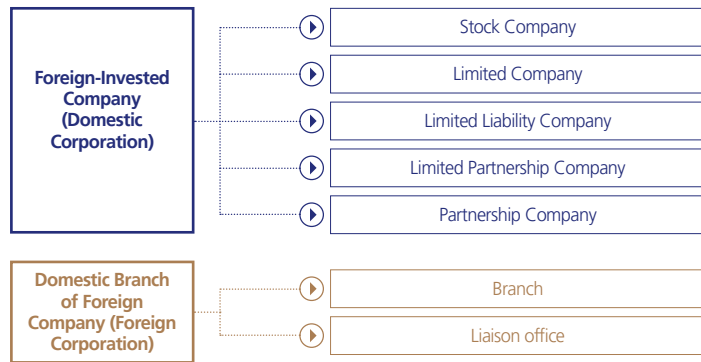 Foreign-Invested
Company
(Domestic
Corporation)
Stock Company
Limited Company
Limited Liability Company
Limited Partnership Company
Partnership Company
Domestic Branch
of Foreign
Company (Foreign
Corporation)
Branch
Liaison office